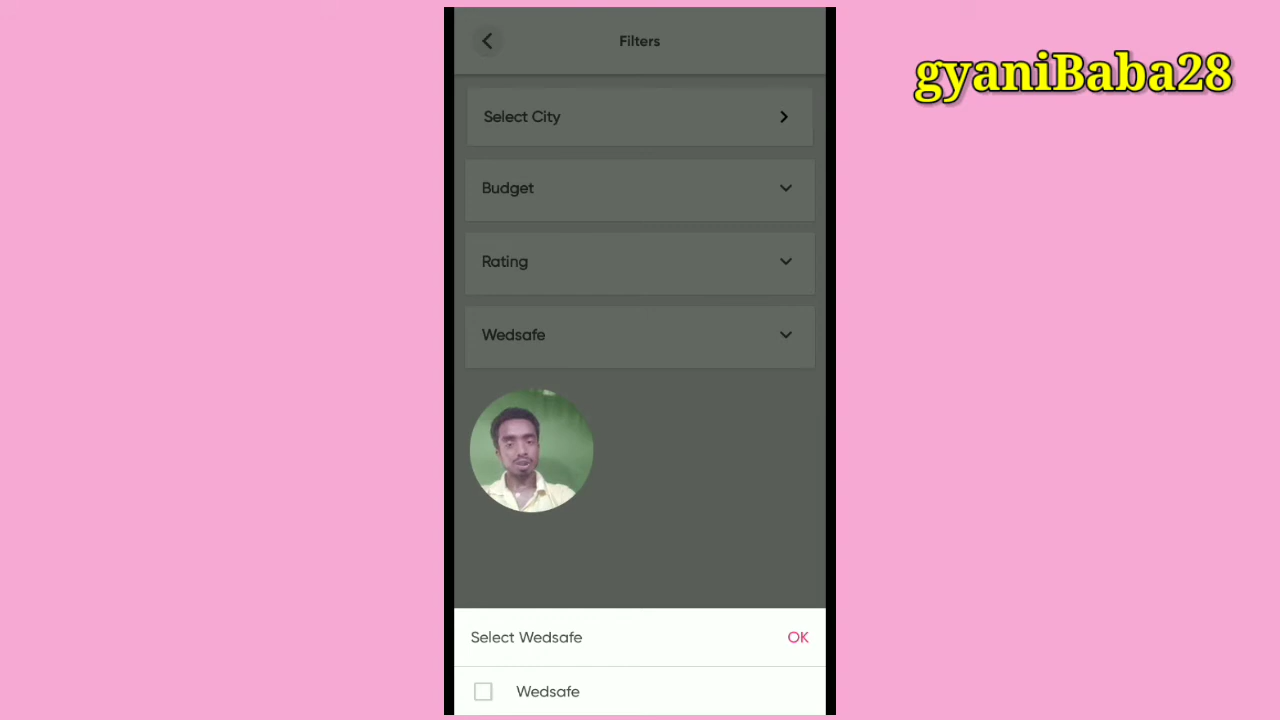 Filters
gyaniBaba28
Select City
Budget
Rating
Wedsafe
Select Wedsafe OK
Wedsafe